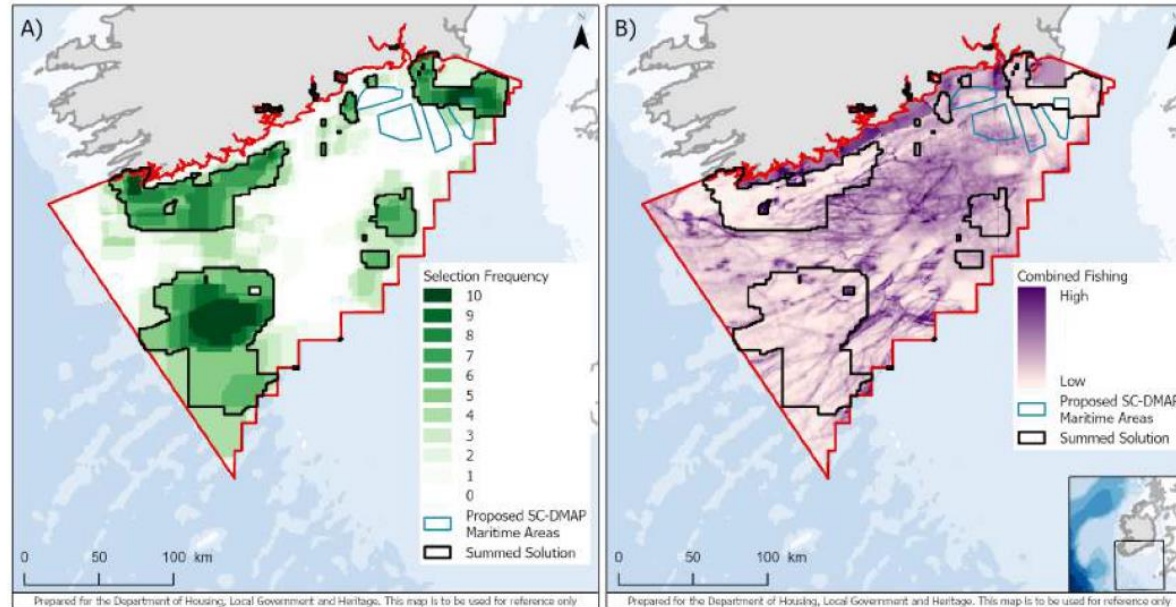 A)
N
Selection Frequency
10
9
8
7
6
5
4
3
2
1
0
Proposed SC-DMAP
Maritime Areas
Summed Solution
0 50 100 km
Prepared for the Department of Housing, Local Government and Heritage. This map is to be used for reference only
B)
Combined Fishing
High
Low
Proposed SC-DMAP
Maritime Areas
Summed Solution
0 50 100 km
Prepared for the Department of Housing, Local Government and Heritage. This map is to be used for reference only